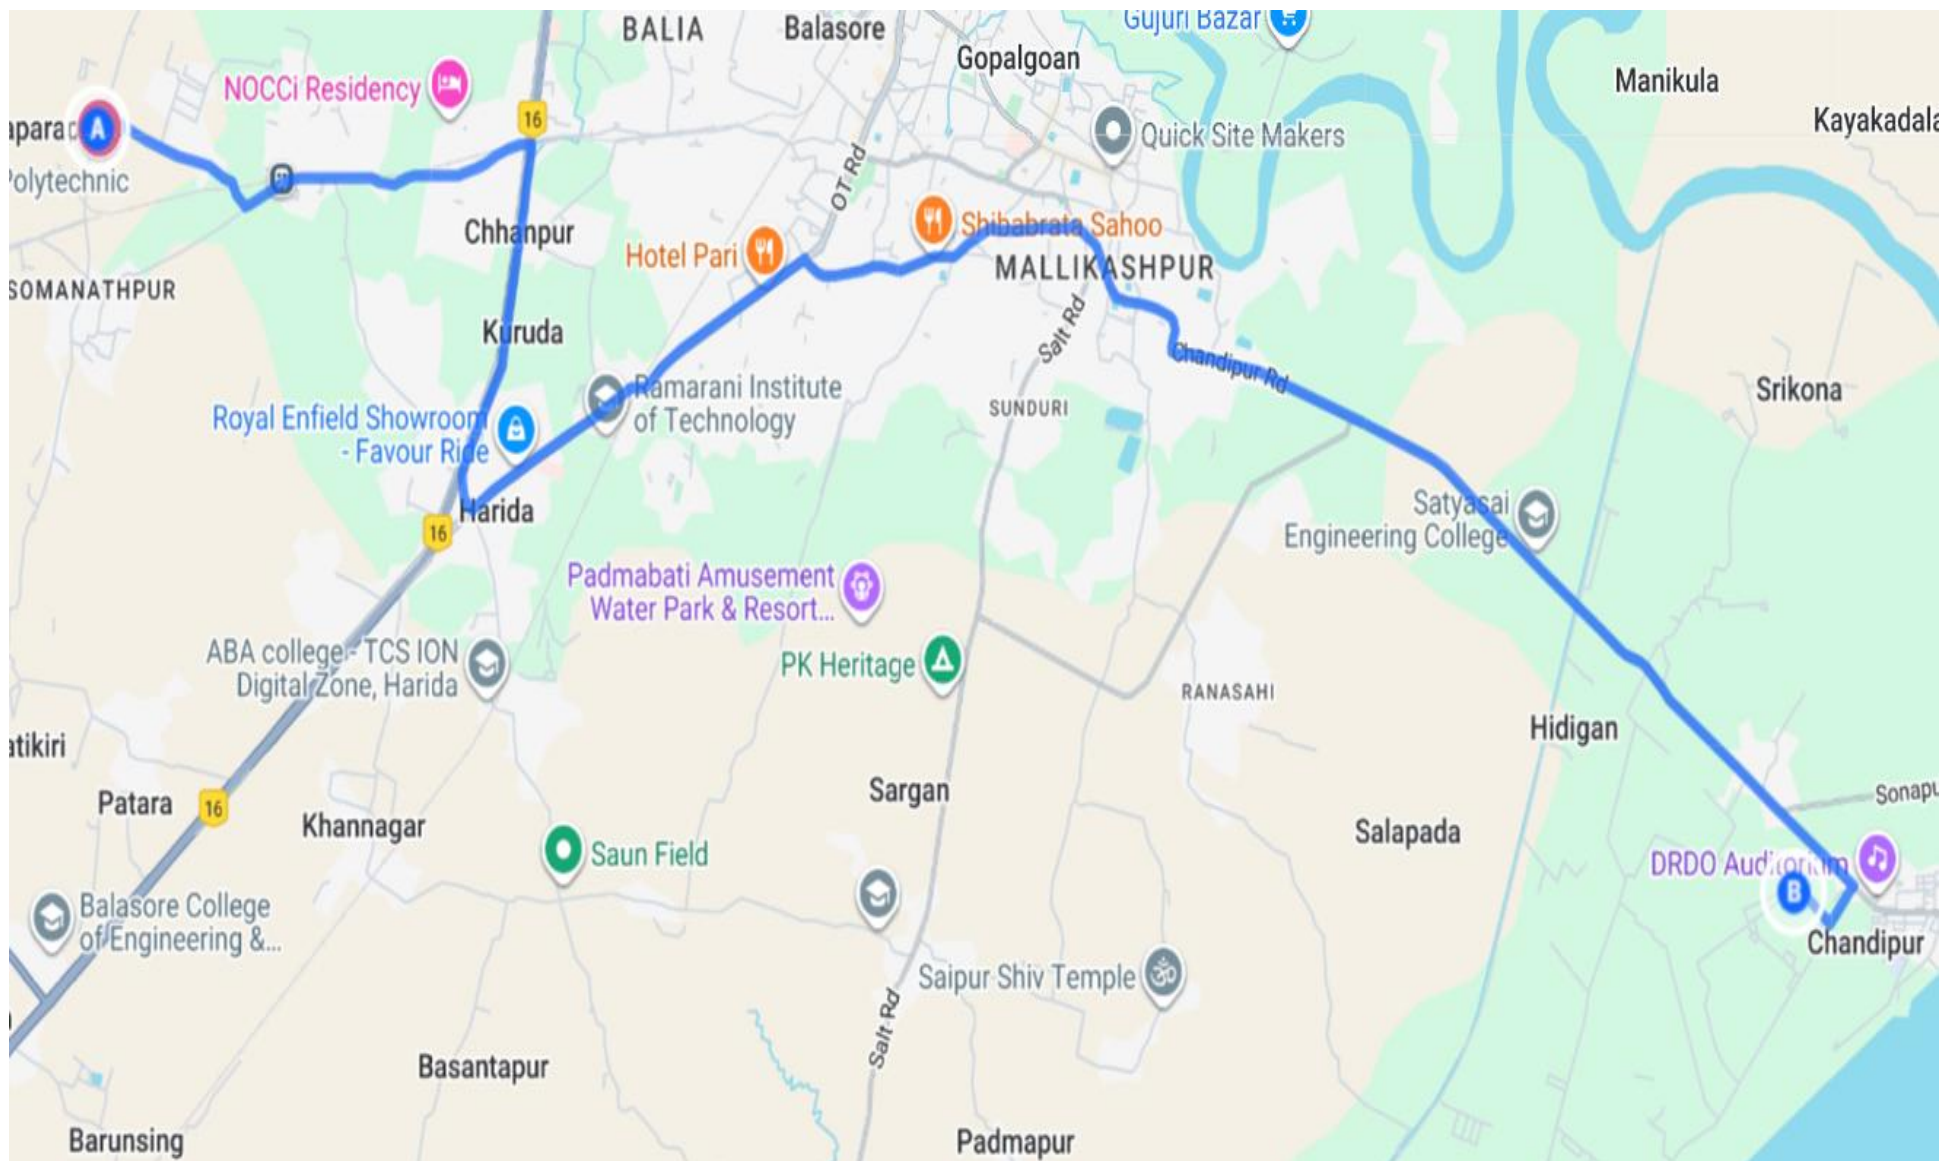 BALIA
Balasore
Gopalgoan
Gujuri Bazar
Manikula
Kayakadala
NOCCi Residency
16
Quick Site Makers
apara
A
Polytechnic
OT Rd
Chhanpur
Hotel Pari
Shibabrata Sahoo
MALLIKASHPUR
SOMANATHPUR
Kuruda
Salt Rd
Chandipur Rd
Ramarani Institute
of Technology
SUNDURI
Srikona
Royal Enfield Showroom
- Favour Ride
Harida
16
Satyasai
Engineering College
Padmabati Amusement
Water Park & Resort...
ABA college - TCS ION
Digital Zone, Harida
PK Heritage
RANASAHI
Hidigan
atikiri
Patara
16
Khannagar
Sargan
Salapada
Sonapu
Saun Field
DRDO Auditorium
B
Balasore College
of Engineering &...
Chandipur
Saipur Shiv Temple
Salt Rd
Basantapur
Barunsing
Padmapur